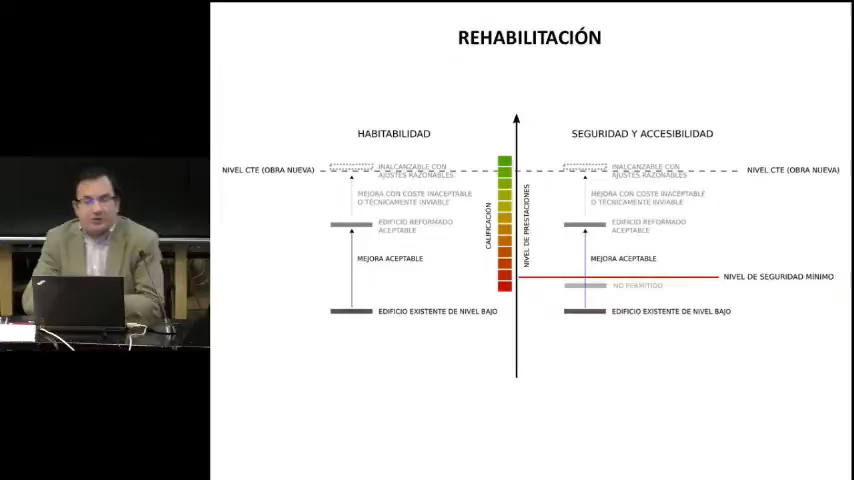 REHABILITACIÓN
HABITABILIDAD
SEGURIDAD Y ACCESIBILIDAD
NIVEL CTE (OBRA NUEVA)
INALCANZABLE CON
AJUSTES RAZONABLES
INALCANZABLE CON
AJUSTES RAZONABLES
NIVEL CTE (OBRA NUEVA)
MEJORA CON COSTE INACEPTABLE
O TÉCNICAMENTE INVIABLE
MEJORA CON COSTE INACEPTABLE
O TÉCNICAMENTE INVIABLE
EDIFICIO REFORMADO
ACEPTABLE
CALIFICACIÓN
NIVEL DE PRESTACIONES
EDIFICIO REFORMADO
ACEPTABLE
MEJORA ACEPTABLE
MEJORA ACEPTABLE
NIVEL DE SEGURIDAD MÍNIMO
NO PERMITIDO
EDIFICIO EXISTENTE DE NIVEL BAJO
EDIFICIO EXISTENTE DE NIVEL BAJO